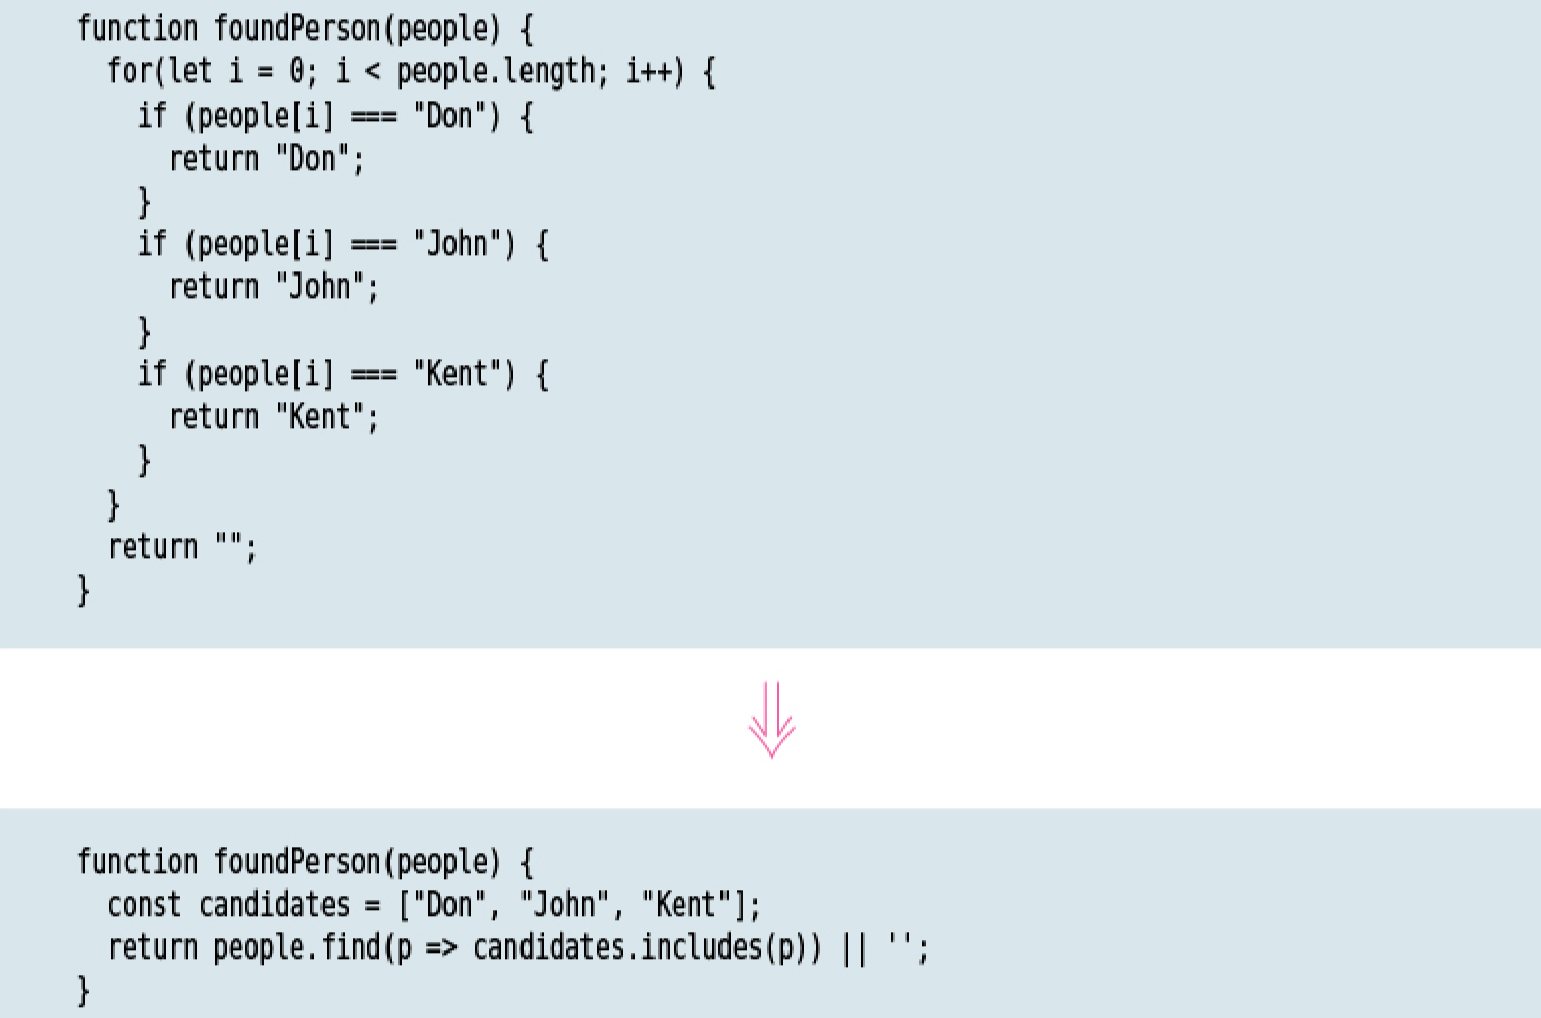 function foundPerson(people) {
  for(let i = 0; i < people.length; i++) {
    if (people[i] === "Don") {
      return "Don";
    }
    if (people[i] === "John") {
      return "John";
    }
    if (people[i] === "Kent") {
      return "Kent";
    }
  }
  return "";
}
function foundPerson(people) {
  const candidates = ["Don", "John", "Kent"];
  return people.find(p => candidates.includes(p)) || '';
}